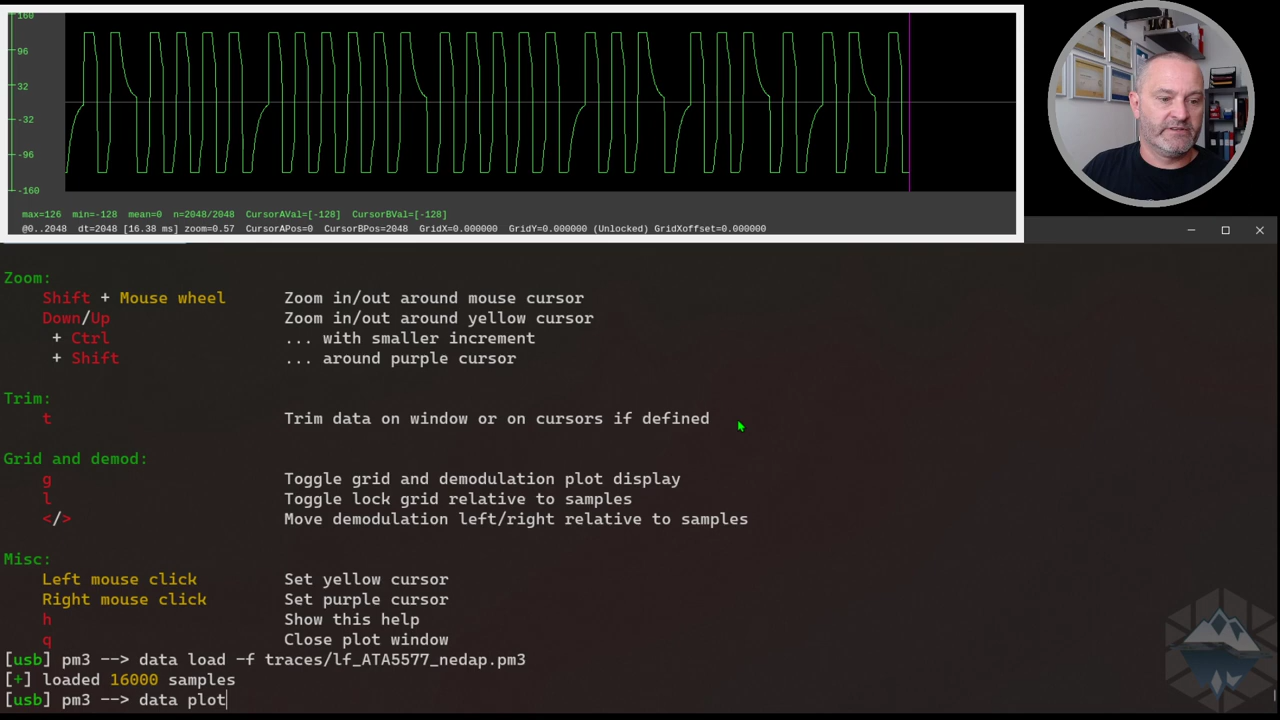 160
96
32
-32
-96
-160
max=126 min=-128 mean=0 n=2048/2048 CursorAVal=[-128] CursorBVal=[-128]
@0..2048 dt=2048 [16.38 ms] zoom=0.57 CursorAPos=0 CursorBPos=2048 GridX=0.000000 GridY=0.000000 (Unlocked) GridXoffset=0.000000
Zoom:
Shift + Mouse wheel Zoom in/out around mouse cursor
Down/Up Zoom in/out around yellow cursor
+ Ctrl ... with smaller increment
+ Shift ... around purple cursor
Trim:
t Trim data on window or on cursors if defined
Grid and demod:
g Toggle grid and demodulation plot display
l Toggle lock grid relative to samples
</> Move demodulation left/right relative to samples
Misc:
Left mouse click Set yellow cursor
Right mouse click Set purple cursor
h Show this help
q Close plot window
[usb] pm3 --> data load -f traces/lf_ATA5577_nedap.pm3
[+] loaded 16000 samples
[usb] pm3 --> data plot